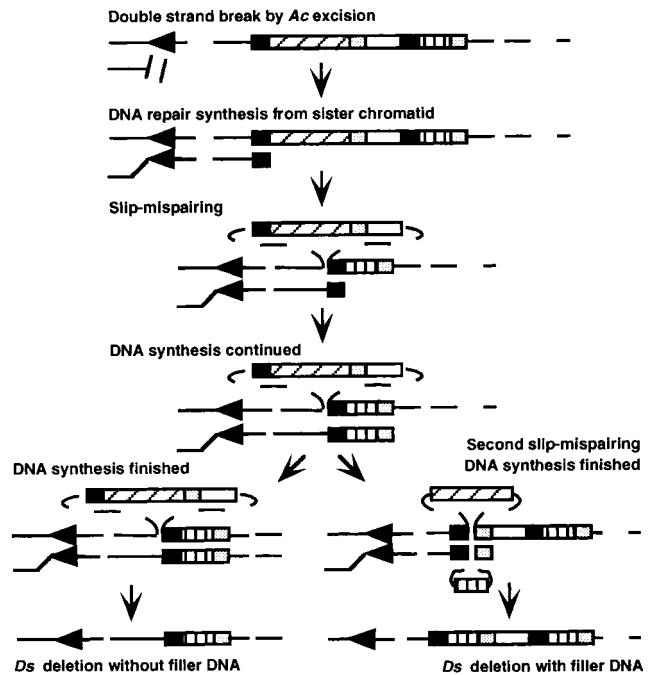 Double strand break by Ac excision
DNA repair synthesis from sister chromatid
Slip-mispairing
DNA synthesis continued
DNA synthesis finished
Second slip-mispairing
DNA synthesis finished
Ds deletion without filler DNA
Ds deletion with filler DNA